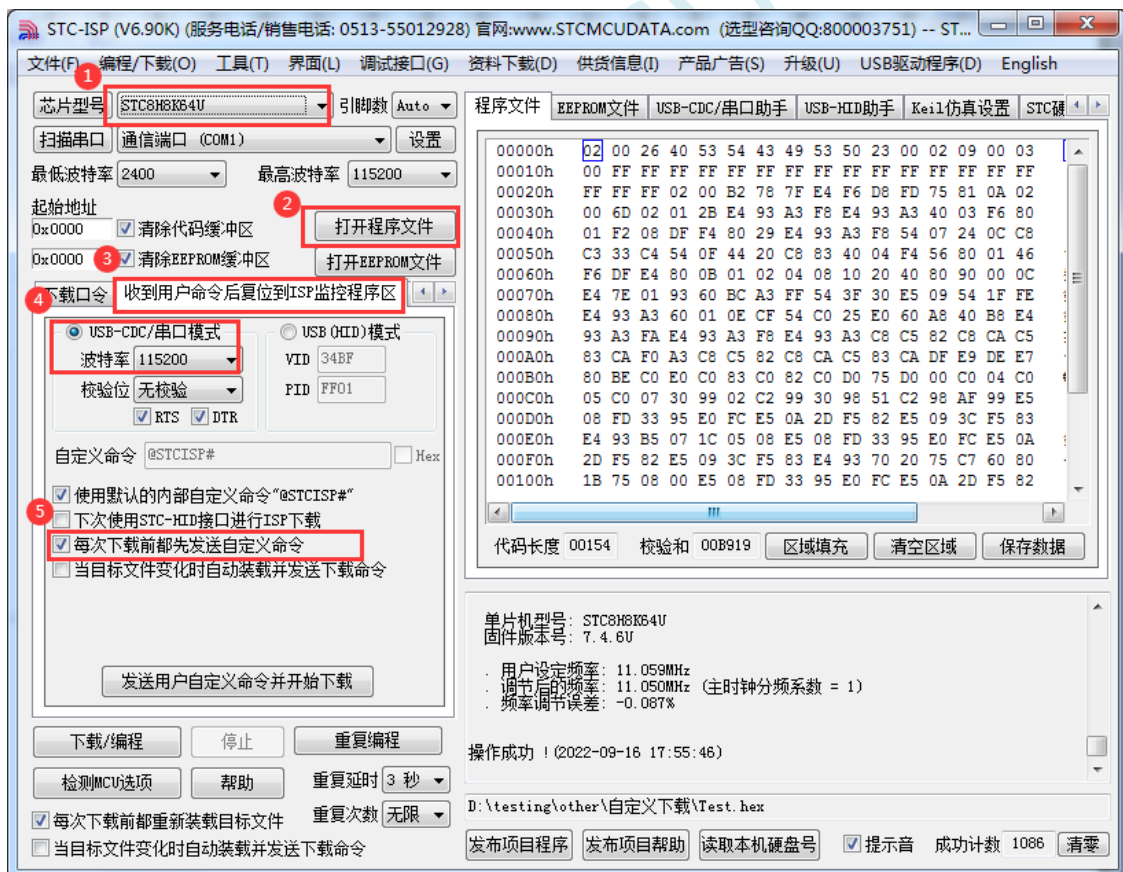 STC-ISP (V6.90K) (服务电话/销售电话: 0513-55012928) 官网:www.STCMCUDATA.com (选型咨询QQ:800003751) -- ST...
文件(F) 编程/下载(O) 工具(T) 界面(L) 调试接口(G) 资料下载(D) 供货信息(I) 产品广告(S) 升级(U) USB驱动程序(D) English
1
芯片型号 STC8H8K64U 引脚数 Auto
扫描串口 通信端口 (COM1) 设置
最低波特率 2400 最高波特率 115200
起始地址
2
0x0000 清除代码缓冲区 打开程序文件
0x0000 3 清除EEPROM缓冲区 打开EEPROM文件
4 下载口令 收到用户命令后复位到ISP监控程序区
USB-CDC/串口模式 USB(HID)模式
波特率 115200 VID 34BF
校验位 无校验 PID FF01
RTS DTR
自定义命令 @STCISP# Hex
使用默认的内部自定义命令"@STCISP#"
5 下次使用STC-HID接口进行ISP下载
每次下载前都先发送自定义命令
当目标文件变化时自动装载并发送下载命令
发送用户自定义命令并开始下载
下载/编程 停止 重复编程
检测MCU选项 帮助 重复延时 3 秒
每次下载前都重新装载目标文件 重复次数 无限
当目标文件变化时自动装载并发送下载命令
程序文件 EEPROM文件 USB-CDC/串口助手 USB-HID助手 Keil仿真设置 STC硬
00000h 02 00 26 40 53 54 43 49 53 50 23 00 02 09 00 03
00010h 00 FF FF FF FF FF FF FF FF FF FF FF FF FF FF FF
00020h FF FF FF 02 00 B2 78 7F E4 F6 D8 FD 75 81 0A 02
00030h 00 6D 02 01 2B E4 93 A3 F8 E4 93 A3 40 03 F6 80
00040h 01 F2 08 DF F4 80 29 E4 93 A3 F8 54 07 24 0C C8
00050h C3 33 C4 54 0F 44 20 C8 83 40 04 F4 56 80 01 46
00060h F6 DF E4 80 0B 01 02 04 08 10 20 40 80 90 00 0C
00070h E4 7E 01 93 60 BC A3 FF 54 3F 30 E5 09 54 1F FE
00080h E4 93 A3 60 01 0E CF 54 C0 25 E0 60 A8 40 B8 E4
00090h 93 A3 FA E4 93 A3 F8 E4 93 A3 C8 C5 82 C8 CA C5
000A0h 83 CA F0 A3 C8 C5 82 C8 CA C5 83 CA DF E9 DE E7
000B0h 80 BE C0 E0 C0 83 C0 82 C0 D0 75 D0 00 C0 04 C0
000C0h 05 C0 07 30 99 02 C2 99 30 98 51 C2 98 AF 99 E5
000D0h 08 FD 33 95 E0 FC E5 0A 2D F5 82 E5 09 3C F5 83
000E0h E4 93 B5 07 1C 05 08 E5 08 FD 33 95 E0 FC E5 0A
000F0h 2D F5 82 E5 09 3C F5 83 E4 93 70 20 75 C7 60 80
00100h 1B 75 08 00 E5 08 FD 33 95 E0 FC E5 0A 2D F5 82
代码长度 00154 校验和 00B919 区域填充 清空区域 保存数据
单片机型号: STC8H8K64U
固件版本号: 7.4.6U
. 用户设定频率: 11.059MHz
. 调节后的频率: 11.050MHz (主时钟分频系数 = 1)
. 频率调节误差: -0.087%
操作成功 !(2022-09-16 17:55:46)
D:\testing\other\自定义下载\Test.hex
发布项目程序 发布项目帮助 读取本机硬盘号 提示音 成功计数 1086 清零